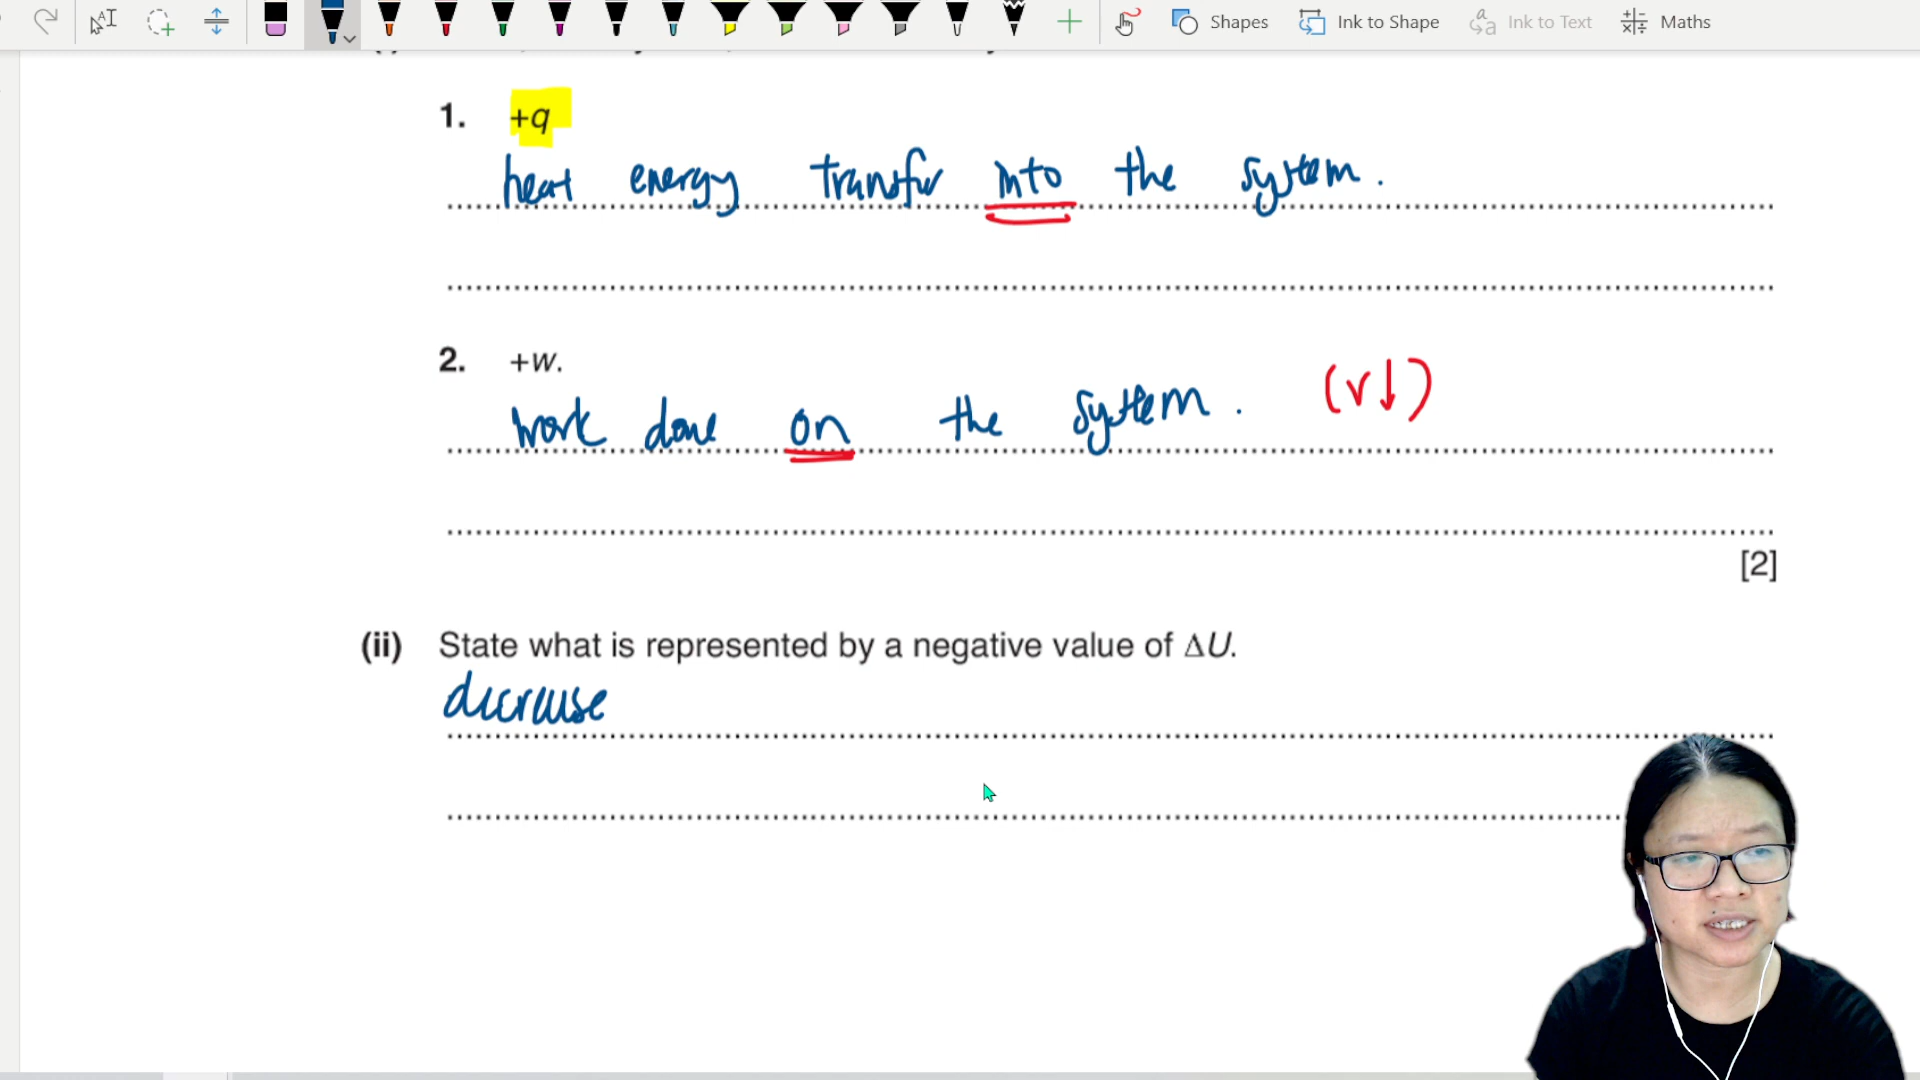 Shapes Ink to Shape Ink to Text Maths
1. +q
heat energy transfer into the system.
2. +w.
work done on the system. (V↓)
[2]
(ii) State what is represented by a negative value of ΔU.
decrease